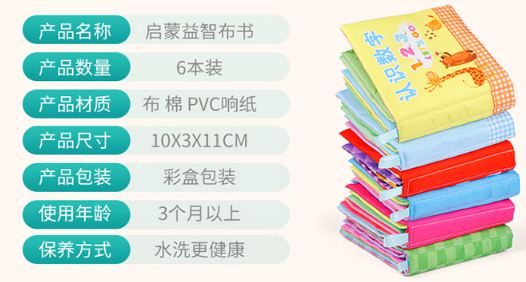 产品名称 启蒙益智布书
产品数量 6本装
产品材质 布 棉 PVC响纸
产品尺寸 10X3X11CM
产品包装 彩盒包装
使用年龄 3个月以上
保养方式 水洗更健康
认识数字
1.2